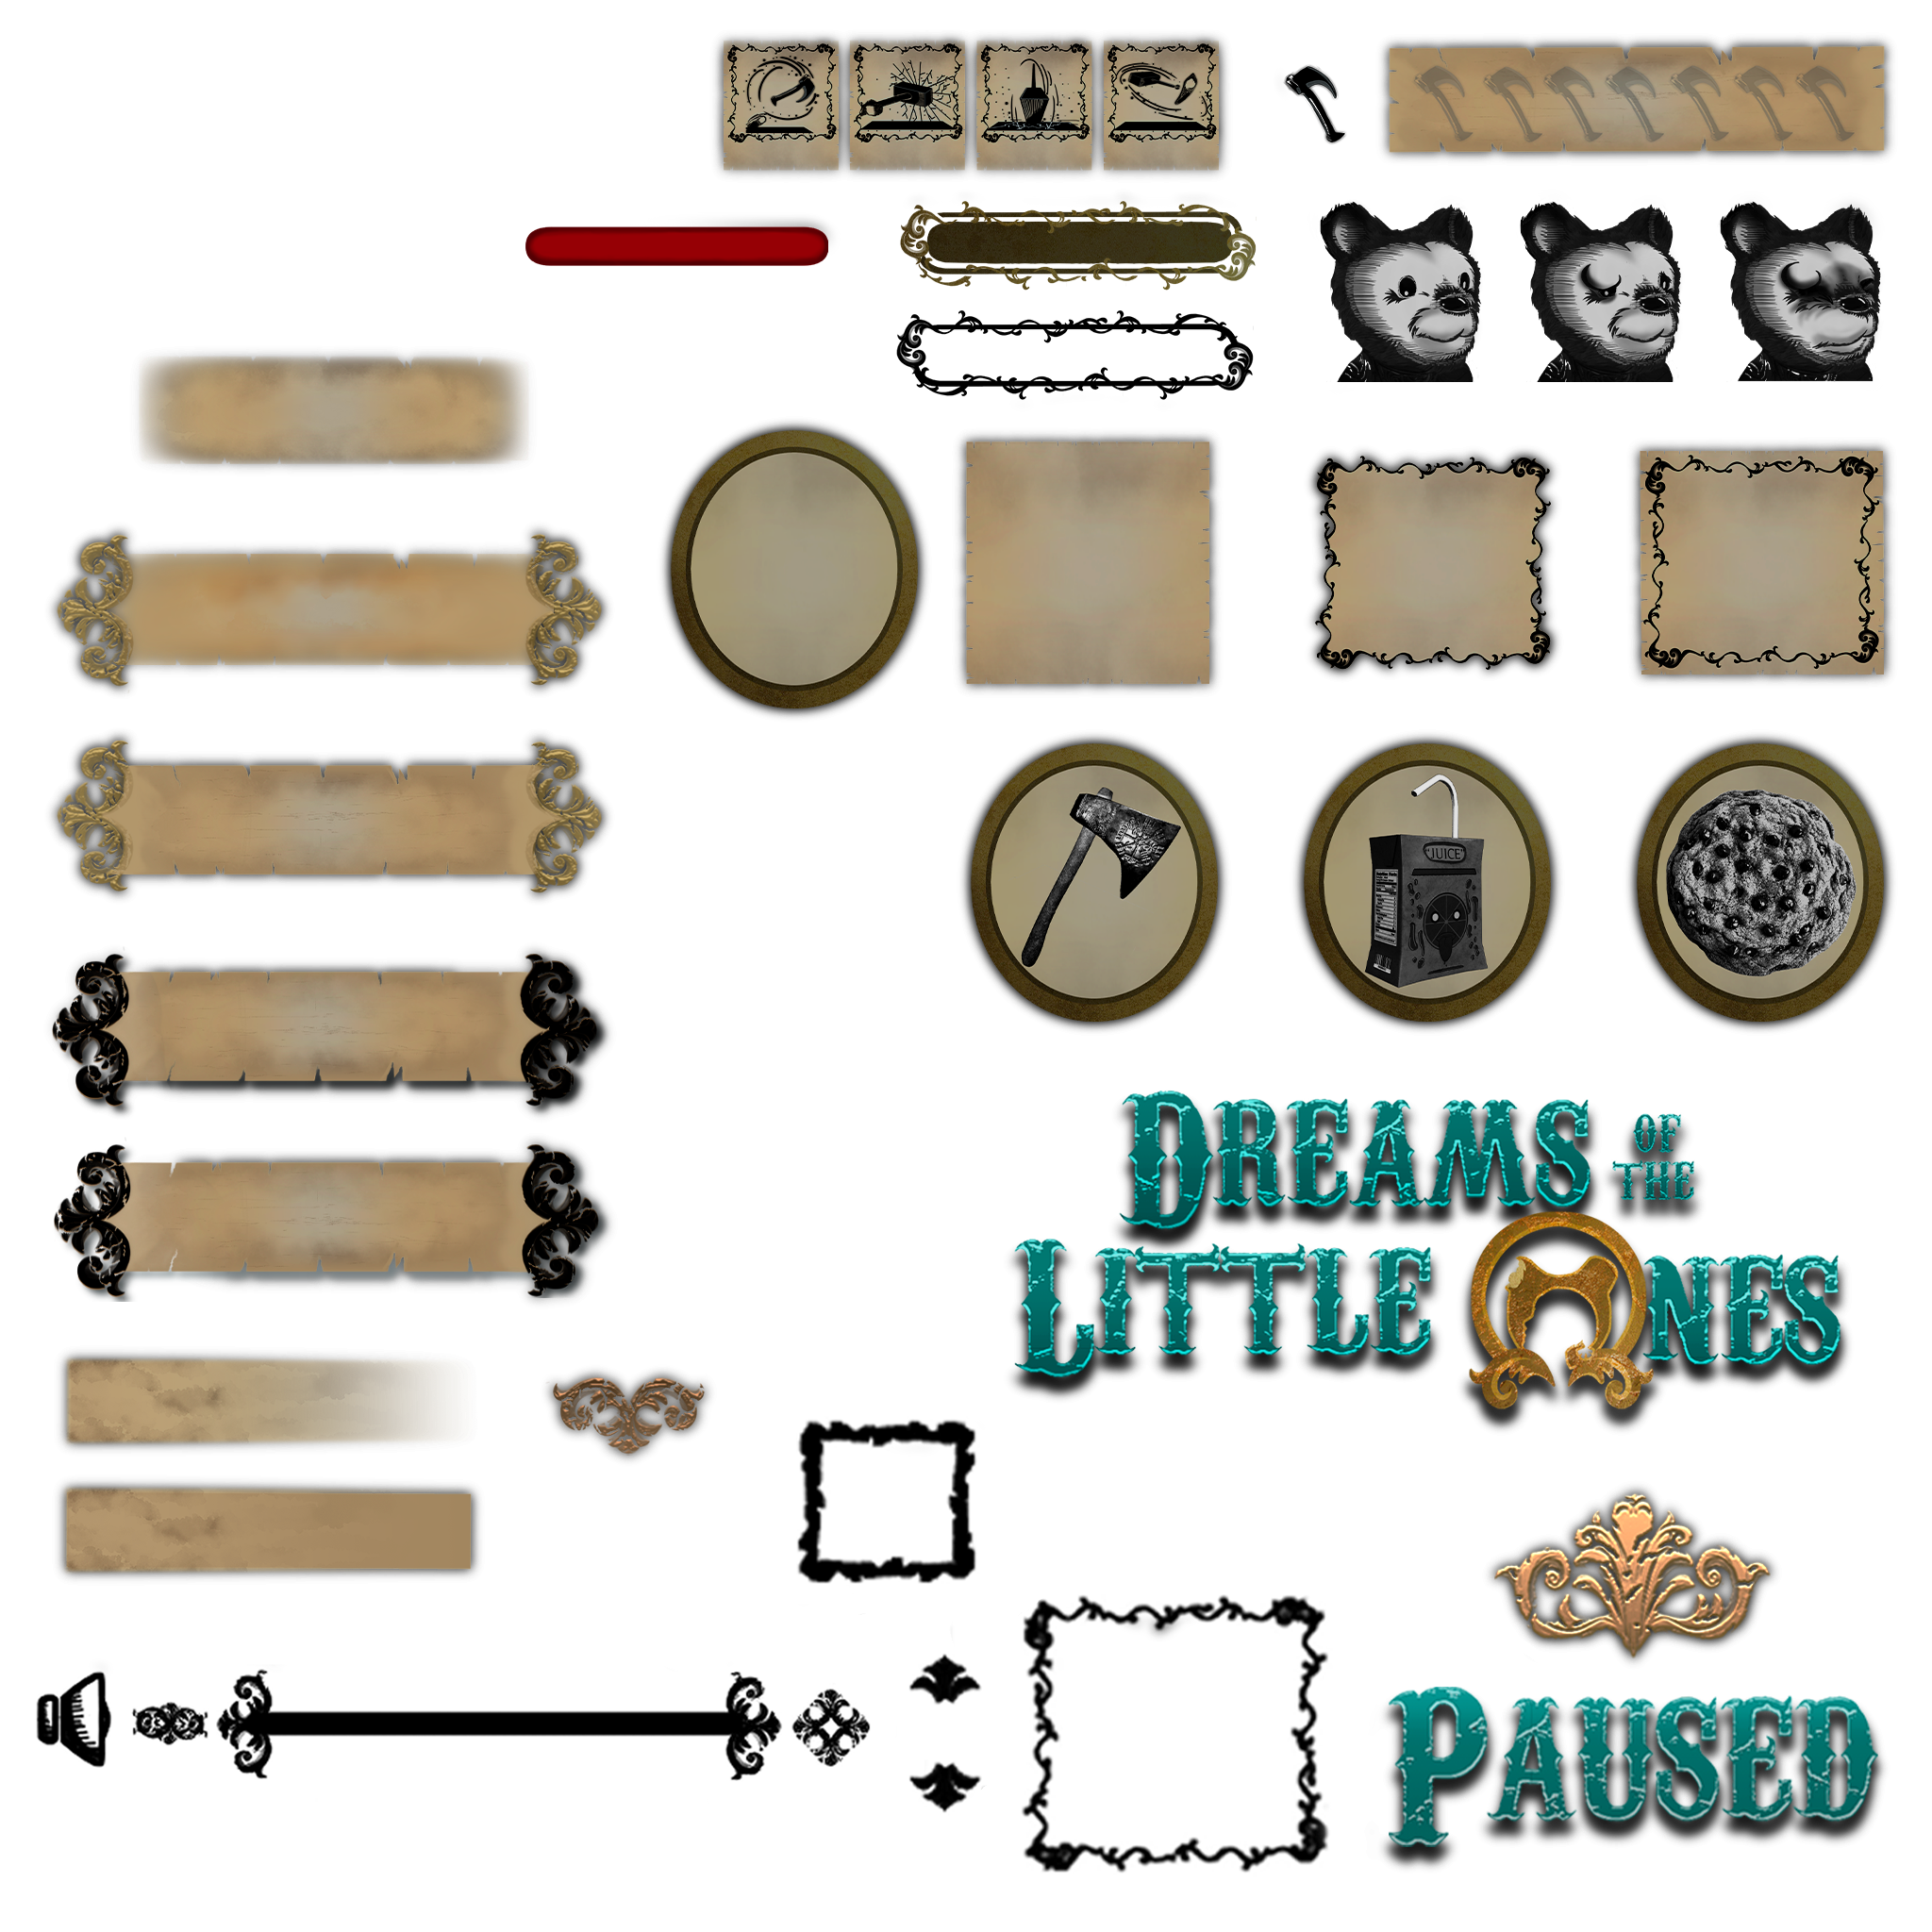 "JUICE"
DREAMS OF THE
LITTLE ONES
PAUSED